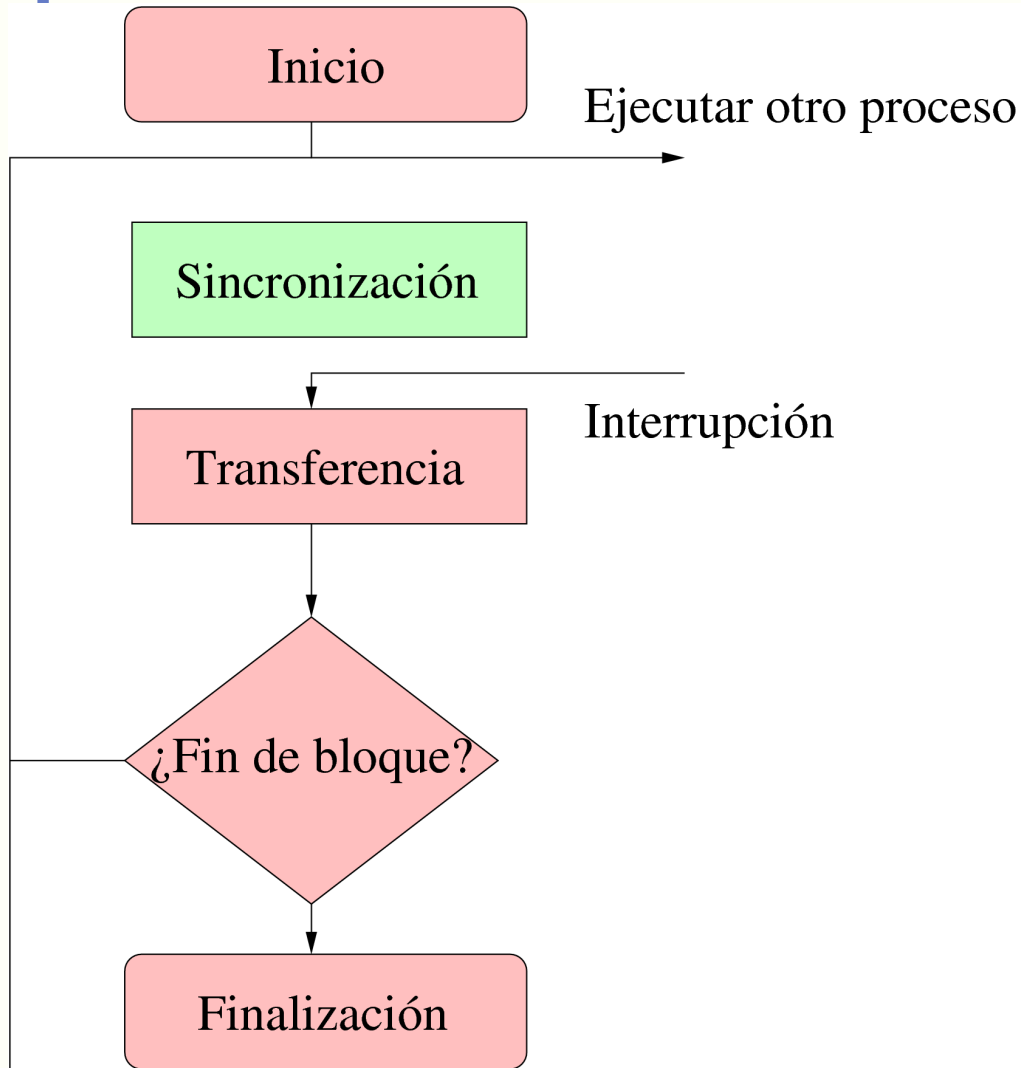 Inicio
Ejecutar otro proceso
Sincronización
Interrupción
Transferencia
¿Fin de bloque?
Finalización